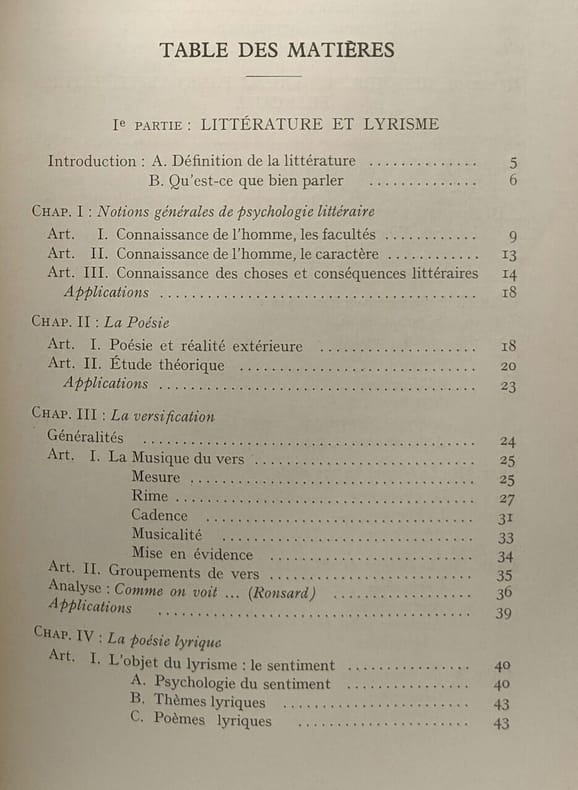 TABLE DES MATIÈRES
Ie PARTIE : LITTÉRATURE ET LYRISME
Introduction : A. Définition de la littérature .............. 5
B. Qu'est-ce que bien parler .............. 6
CHAP. I : Notions générales de psychologie littéraire
Art. I. Connaissance de l'homme, les facultés ............ 9
Art. II. Connaissance de l'homme, le caractère ............ 13
Art. III. Connaissance des choses et conséquences littéraires 14
Applications ......................................... 18
CHAP. II : La Poésie
Art. I. Poésie et réalité extérieure .................... 18
Art. II. Étude théorique .............................. 20
Applications ......................................... 23
CHAP. III : La versification
Généralités .......................................... 24
Art. I. La Musique du vers ............................ 25
Mesure .................................... 25
Rime ...................................... 27
Cadence .................................. 31
Musicalité ................................ 33
Mise en évidence .......................... 34
Art. II. Groupements de vers .......................... 35
Analyse : Comme on voit ... (Ronsard) .................. 36
Applications ........................................ 39
CHAP. IV : La poésie lyrique
Art. I. L'objet du lyrisme : le sentiment ................ 40
A. Psychologie du sentiment ................ 40
B. Thèmes lyriques ........................ 43
C. Poèmes lyriques ...................... 43